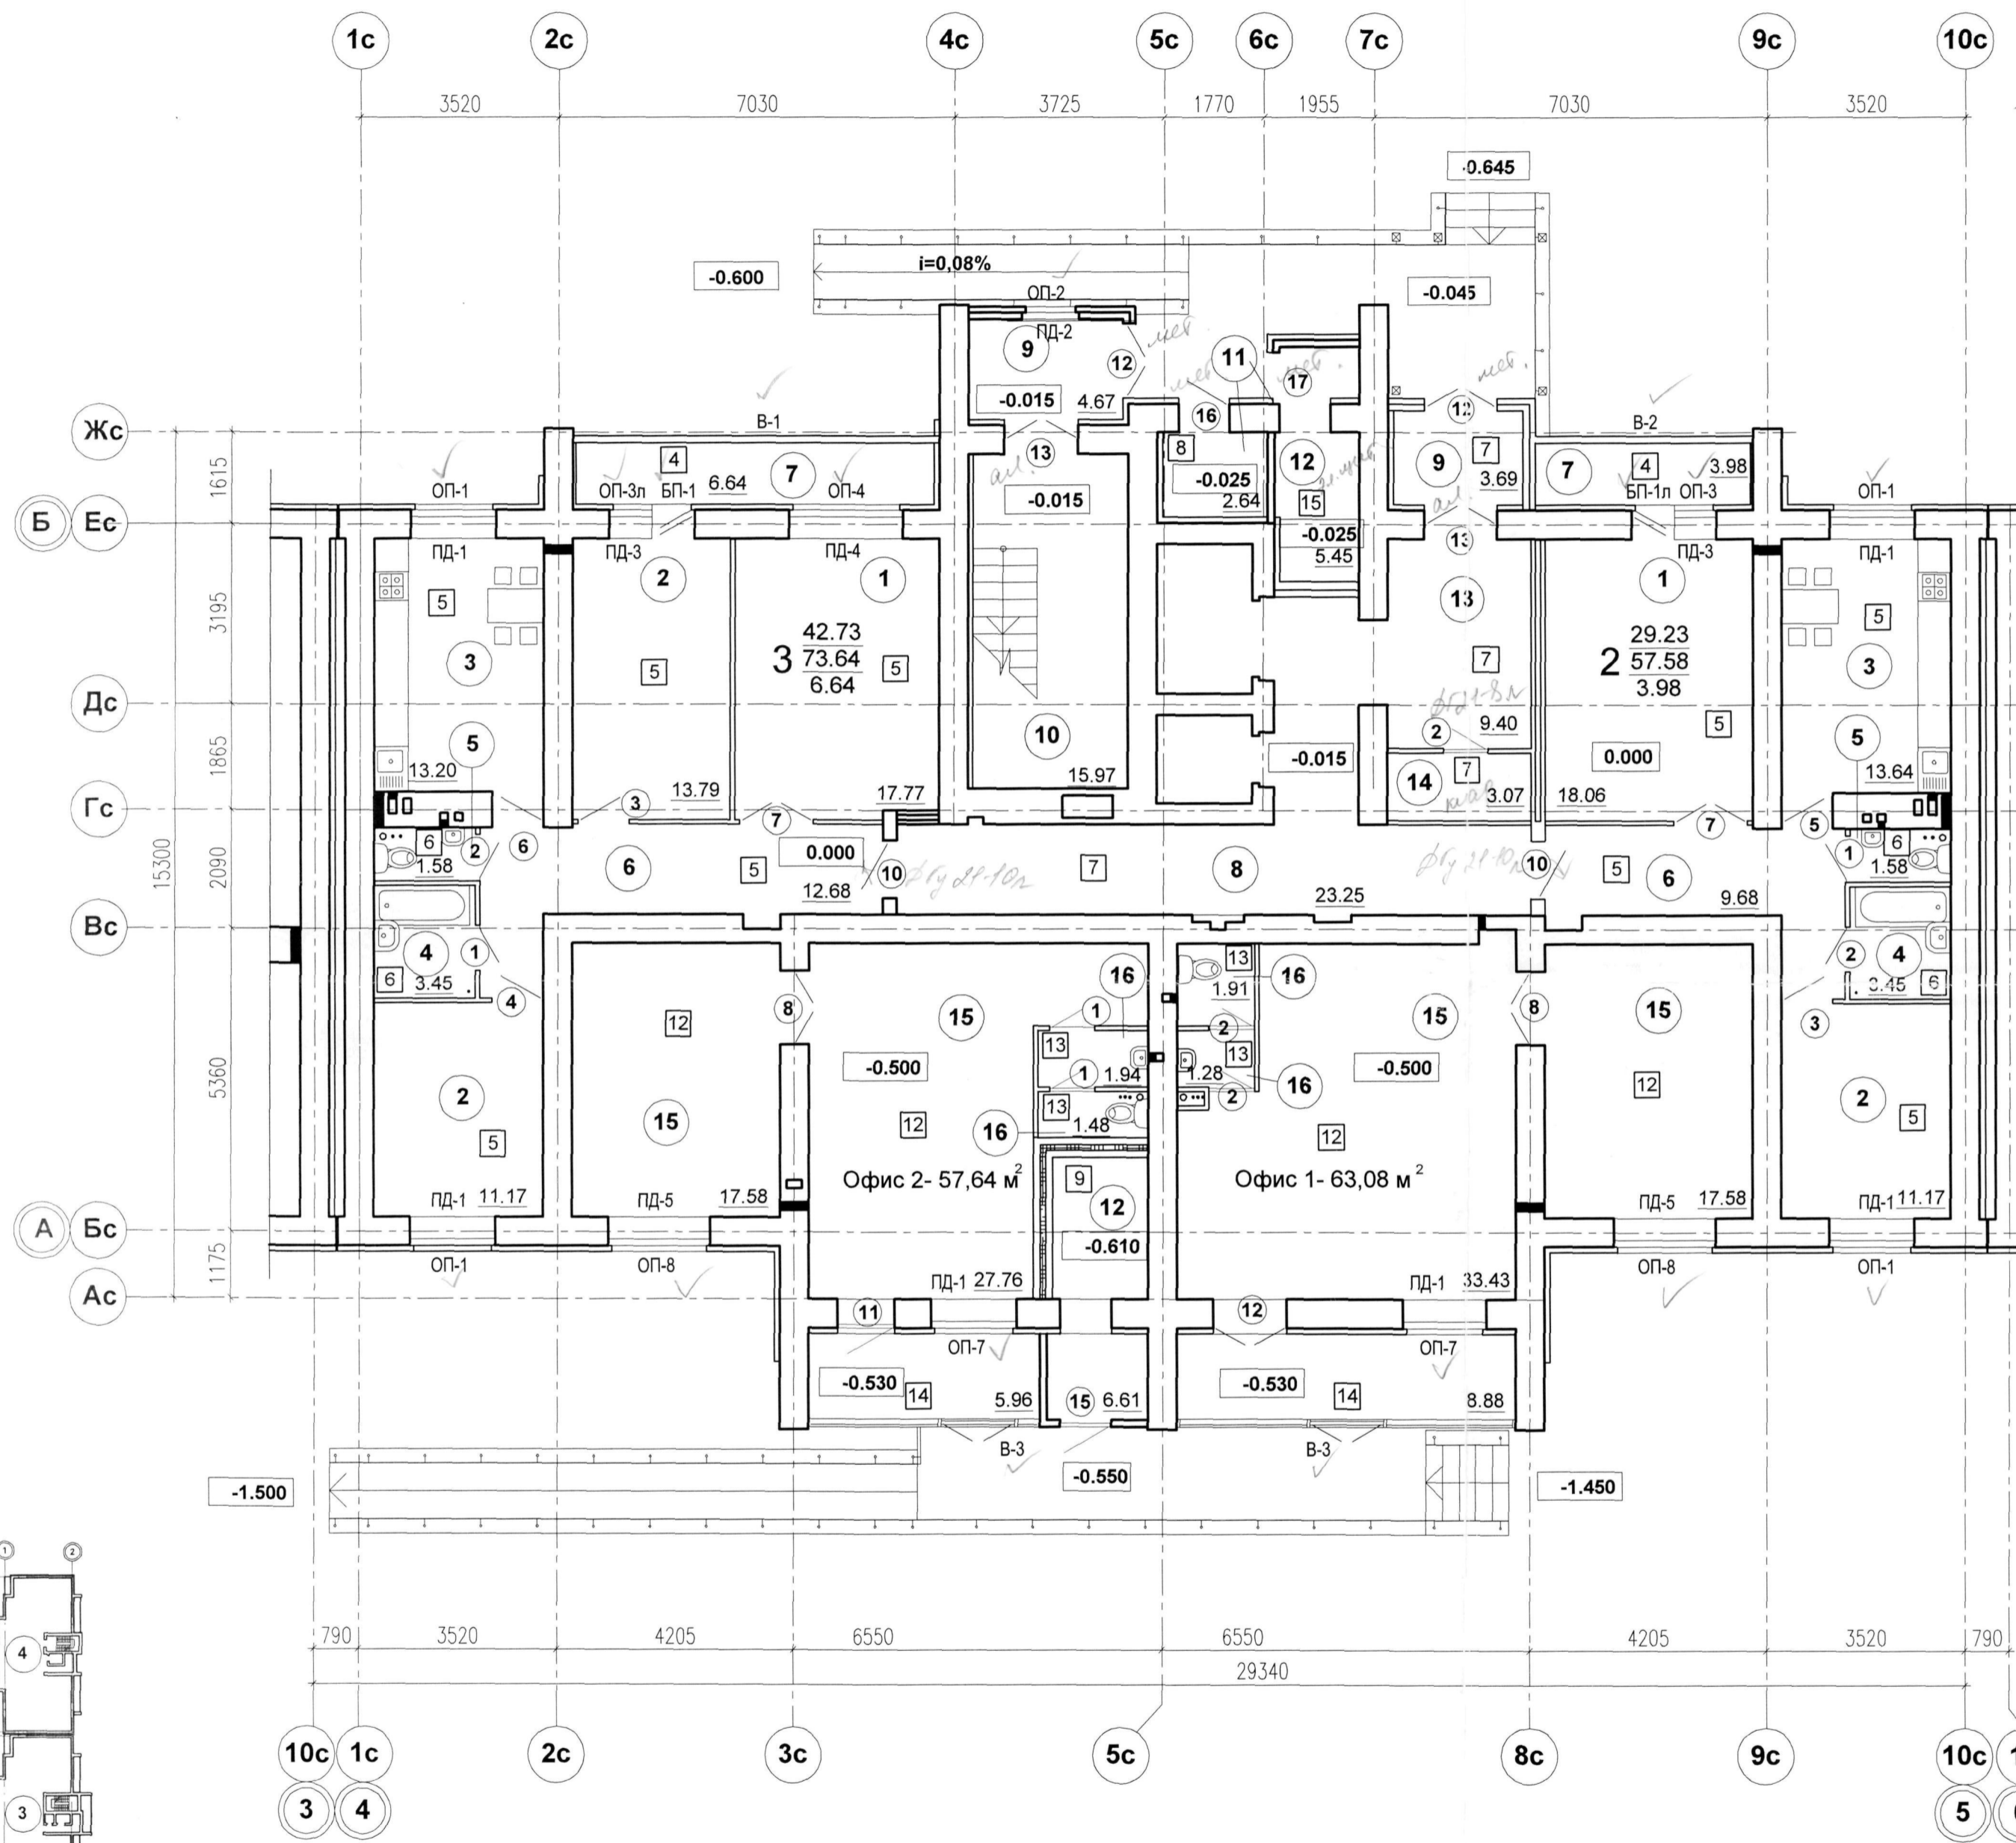 1с 2с 4с 5с 6с 7с 9с 10с
3520 7030 3725 1770 1955 7030 3520
-0.645
i=0,08%
-0.600
-0.045
ОП-2
ПД-2
9 12 мет.
11 17 мет.
мет. мет.
-0.015 4.67
16 12
Жс
В-1 В-2
13 8 12 9 7
4 7 7 4 3.98
6.64 ал. -0.025 3.69
ОП-1 ОП-3л БП-1 ОП-4 -0.015 2.64 15 ал. БП-1л ОП-3 ОП-1
1615
Б Ес
-0.025
5.45 13
ПД-1 ПД-3 ПД-4 ПД-3 ПД-1
2 1 13 1
5 5
3195
3 42.73
73.64
6.64
2 29.23
57.58
3.98
3 5 5 7 3
Дс
5 10 9.40 5 5
2
13.20 -0.015 0.000 13.64
1865
15.97 14 7
13.79 17.77 3.07 18.06
Гс
3 7 7 5
6 2 6 0.000 1 6
1.58 6 5 10 7 8 10 5 6 1.58
12.68 23.25 9.68
2090
15300
Вс
4 1 16 13 16 2 4
6 3.45 1.91 3.45 6
4 8 15 1 15 8 15 3
12 13 2
13
-0.500 1 1.94 1.28 -0.500
16
2 15 12 13 2 12 12 2
5 16 1.48 12 5
5360
Офис 2- 57,64 м2 Офис 1- 63,08 м2
9
12
ПД-1 11.17 ПД-5 17.58 ПД-5 17.58 ПД-1 11.17
А Бс
-0.610
ОП-1 ОП-8 ОП-8 ОП-1
1175
ПД-1 27.76 ПД-1 33.43
Ас
11 12
ОП-7 ОП-7
-0.530 14 5.96 15 6.61 -0.530 14 8.88
В-3 В-3
-1.500 -0.550 -1.450
1 2
790 3520 4205 6550 6550 4205 3520 790
4
29340
10с 1с 2с 3с 5с 8с 9с 10с
3 3 4 5